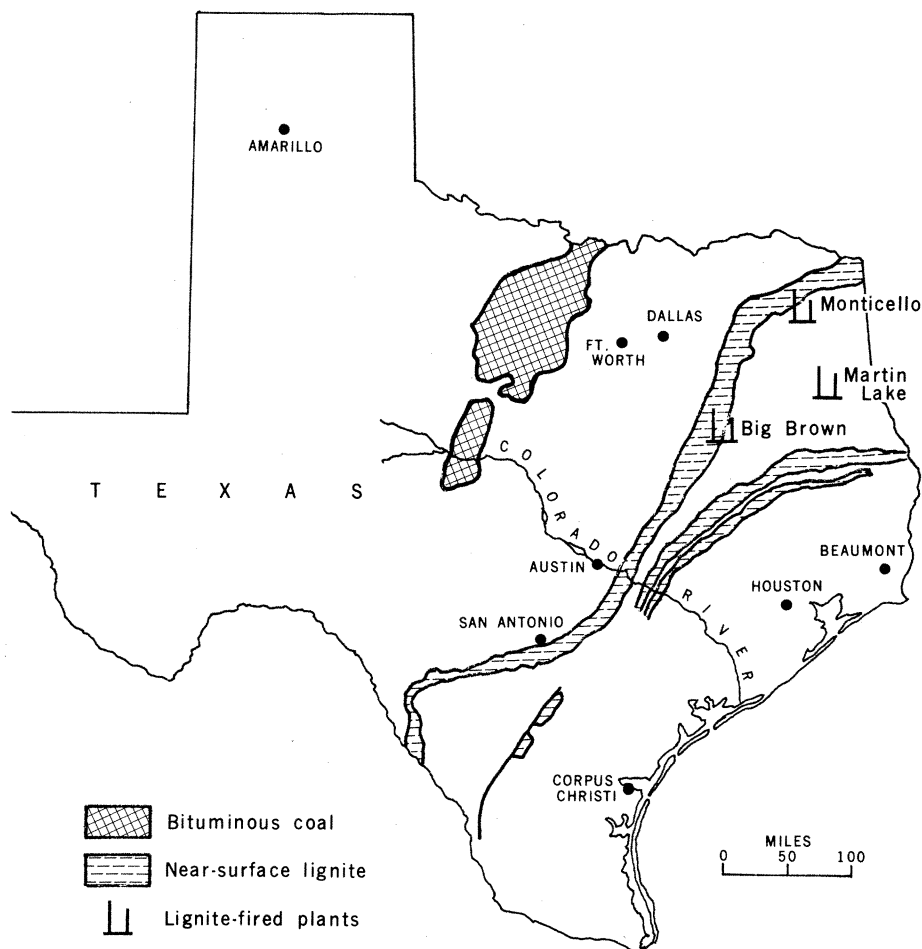 AMARILLO
DALLAS
FT.
WORTH
Monticello
Martin
Lake
Big Brown
COLORADO
RIVER
TEXAS
AUSTIN
BEAUMONT
HOUSTON
SAN ANTONIO
CORPUS
CHRISTI
Bituminous coal
Near-surface lignite
Lignite-fired plants
MILES
0 50 100